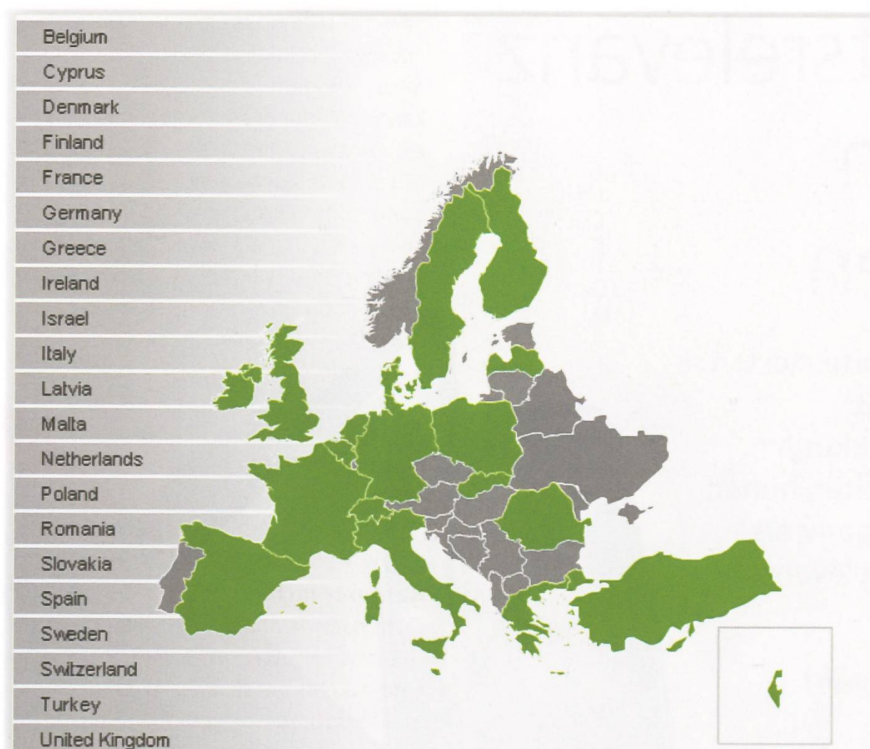 Belgium
Cyprus
Denmark
Finland
France
Germany
Greece
Ireland
Israel
Italy
Latvia
Malta
Netherlands
Poland
Romania
Slovakia
Spain
Sweden
Switzerland
Turkey
United Kingdom